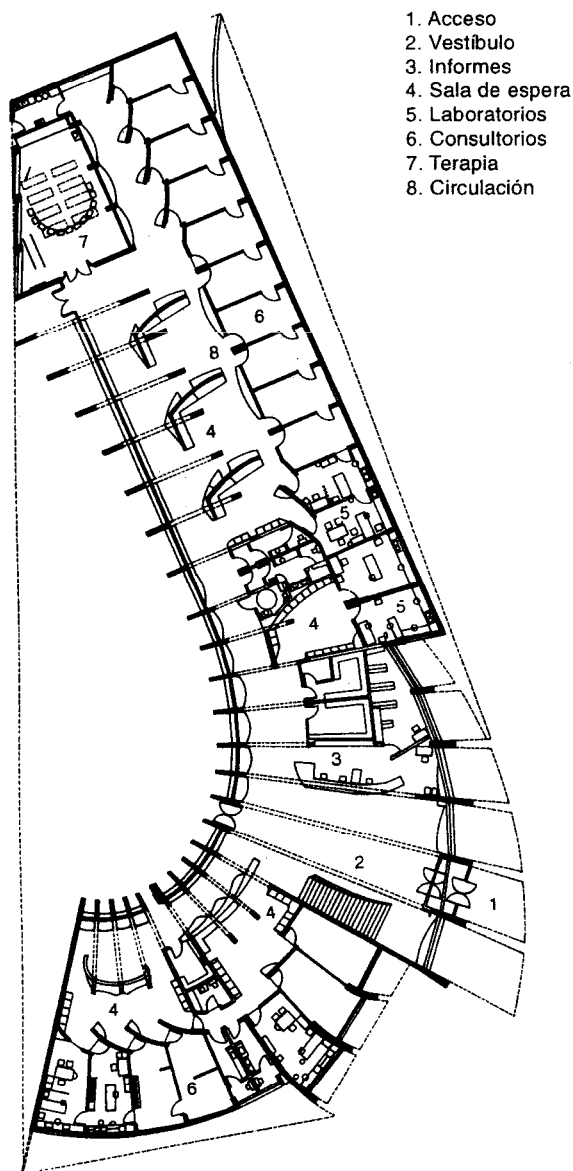 1. Acceso
2. Vestíbulo
3. Informes
4. Sala de espera
5. Laboratorios
6. Consultorios
7. Terapia
8. Circulación
7
6
8
4
5
4
5
3
2
1
4
4
6